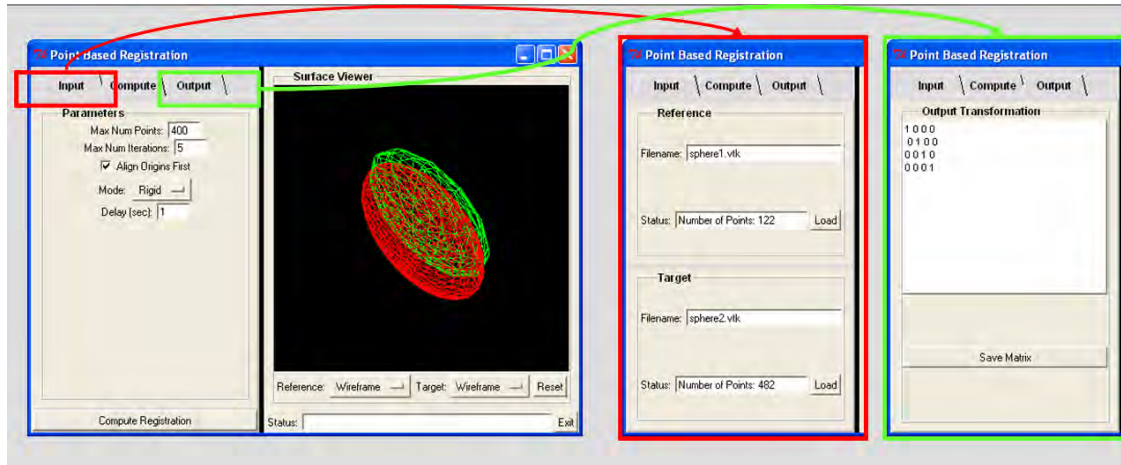 Point Based Registration
Input \ Compute \ Output \
Parameters
Max Num Points: 400
Max Num Iterations: 5
Align Origins First
Mode: Rigid
Delay (sec): 1
Compute Registration
Surface Viewer
Reference: Wireframe Target: Wireframe Reset
Status: Exit
Point Based Registration
Input \ Compute \ Output \
Reference
Filename: sphere1.vtk
Status: Number of Points: 122 Load
Target
Filename: sphere2.vtk
Status: Number of Points: 482 Load
Point Based Registration
Input \ Compute \ Output \
Output Transformation
1 0 0 0
0 1 0 0
0 0 1 0
0 0 0 1
Save Matrix